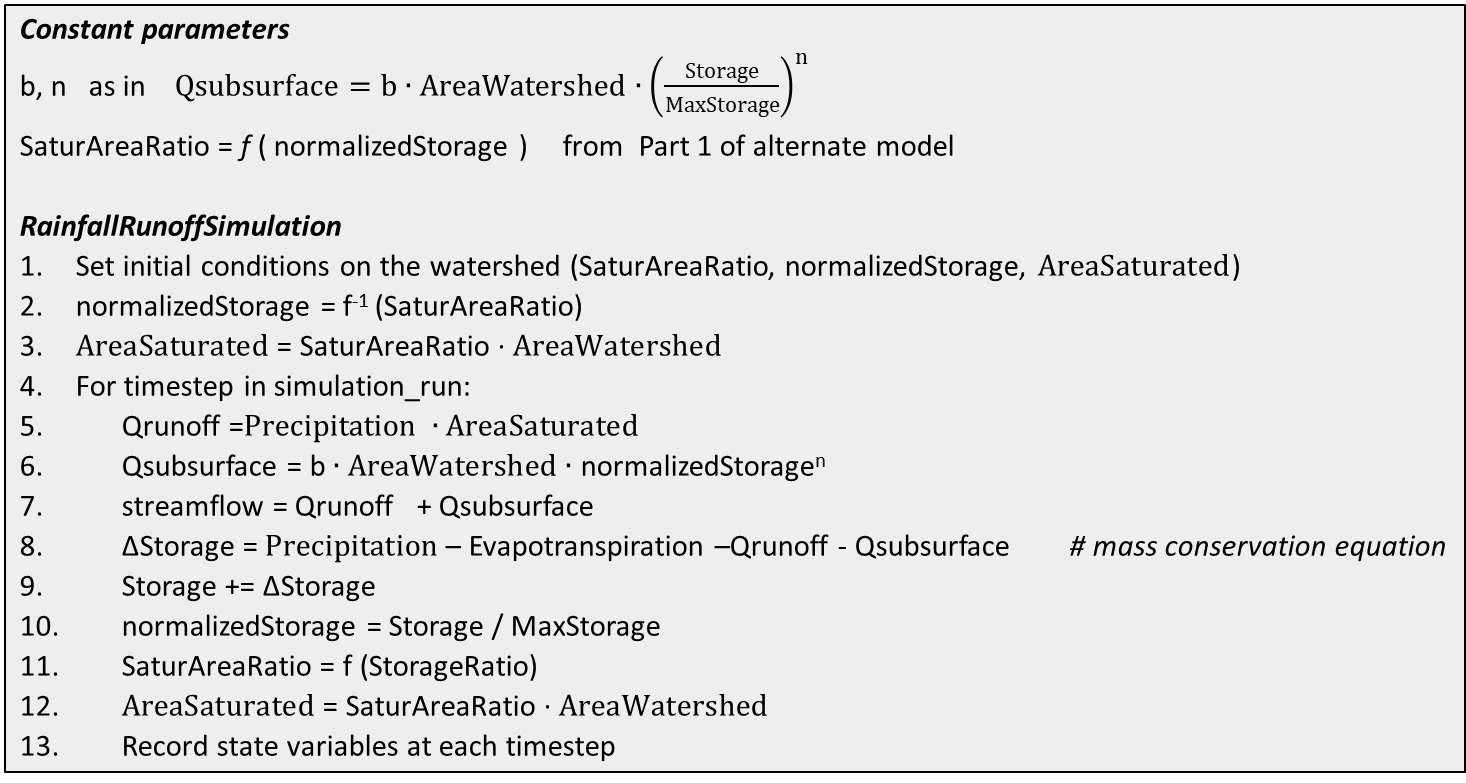 Constant parameters
b, n as in Qsubsurface = b · AreaWatershed · (Storage / MaxStorage)ⁿ
SaturAreaRatio = f ( normalizedStorage ) from Part 1 of alternate model
RainfallRunoffSimulation
1. Set initial conditions on the watershed (SaturAreaRatio, normalizedStorage, AreaSaturated)
2. normalizedStorage = f⁻¹ (SaturAreaRatio)
3. AreaSaturated = SaturAreaRatio · AreaWatershed
4. For timestep in simulation_run:
5. Qrunoff =Precipitation · AreaSaturated
6. Qsubsurface = b · AreaWatershed · normalizedStorageⁿ
7. streamflow = Qrunoff + Qsubsurface
8. ΔStorage = Precipitation – Evapotranspiration –Qrunoff - Qsubsurface # mass conservation equation
9. Storage += ΔStorage
10. normalizedStorage = Storage / MaxStorage
11. SaturAreaRatio = f (StorageRatio)
12. AreaSaturated = SaturAreaRatio · AreaWatershed
13. Record state variables at each timestep